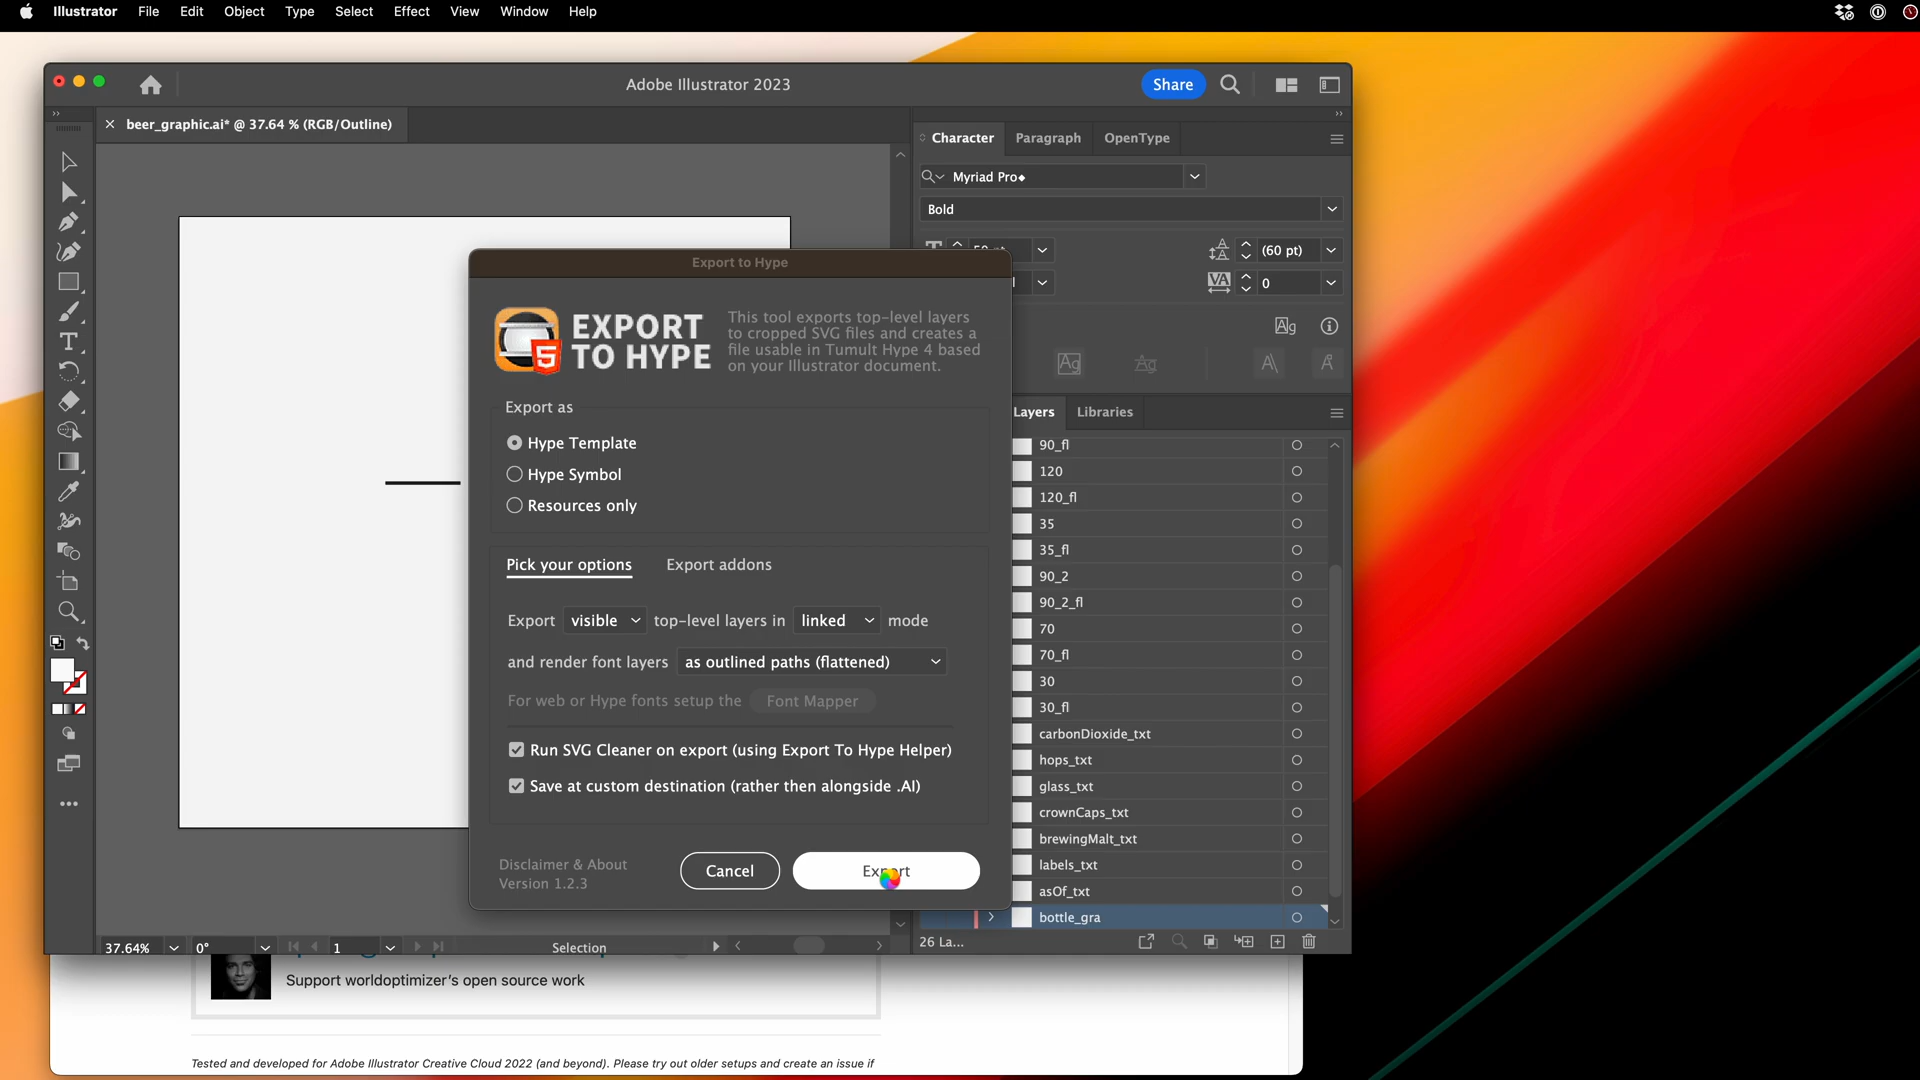 Illustrator File Edit Object Type Select Effect View Window Help
Adobe Illustrator 2023
Share
beer_graphic.ai* @ 37.64 % (RGB/Outline)
Character Paragraph OpenType
Myriad Pro
Bold
(60 pt)
0
Export to Hype
EXPORT
TO HYPE
This tool exports top-level layers
to cropped SVG files and creates a
file usable in Tumult Hype 4 based
on your Illustrator document.
Export as
Hype Template
Hype Symbol
Resources only
Pick your options Export addons
Export visible top-level layers in linked mode
and render font layers as outlined paths (flattened)
For web or Hype fonts setup the Font Mapper
Run SVG Cleaner on export (using Export To Hype Helper)
Save at custom destination (rather then alongside .AI)
Disclaimer & About
Version 1.2.3
Cancel
Export
Layers Libraries
90_fl
120
120_fl
35
35_fl
90_2
90_2_fl
70
70_fl
30
30_fl
carbonDioxide_txt
hops_txt
glass_txt
crownCaps_txt
brewingMalt_txt
labels_txt
asOf_txt
bottle_gra
26 La...
37.64% 0° 1 Selection
Support worldoptimizer's open source work
Tested and developed for Adobe Illustrator Creative Cloud 2022 (and beyond). Please try out older setups and create an issue if